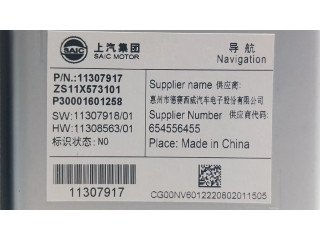 SAIC
上汽集团
SAIC MOTOR
导航
Navigation
P/N.:11307917
ZS11X573101
P30001601258
SW:11307918/01
HW:11308563/01
标识状态: N0
Supplier name 供应商:
惠州市德赛西威汽车电子股份有限公司
Supplier Number 供应商代码:
654556455
Place: Made in China
11307917
CG00NV6012220802011505